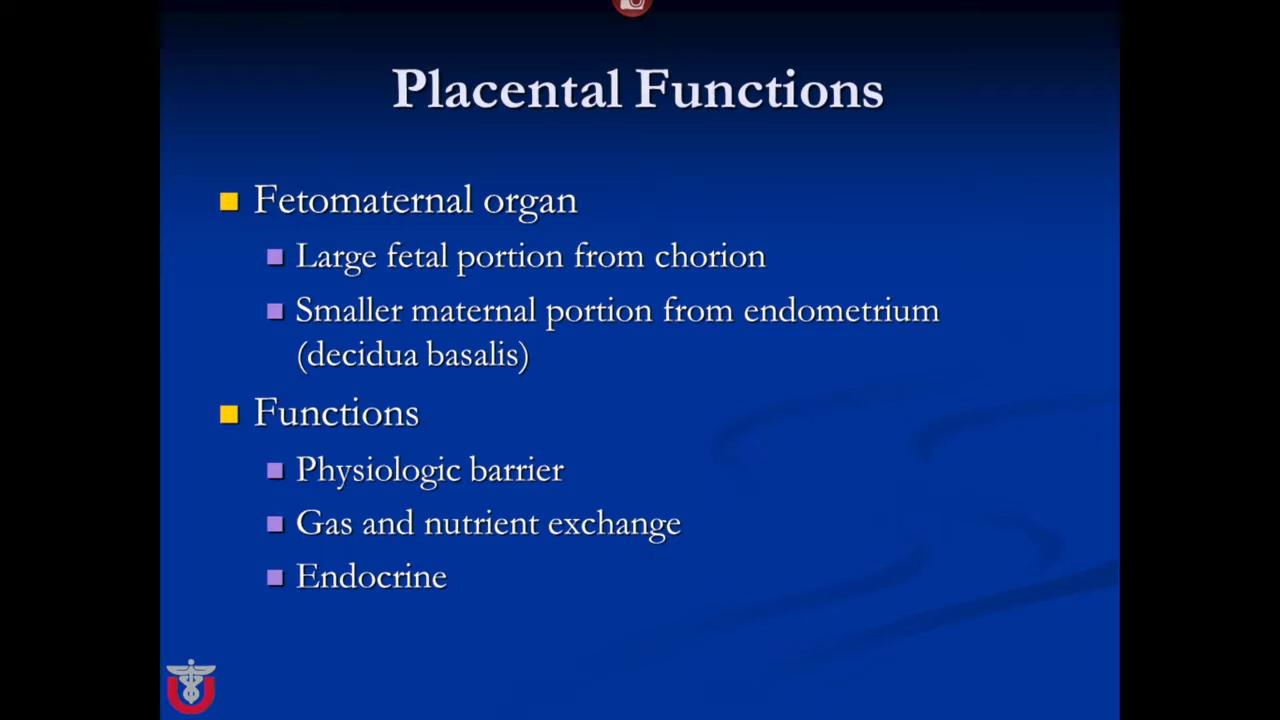 Placental Functions
Fetomaternal organ
Large fetal portion from chorion
Smaller maternal portion from endometrium
(decidua basalis)
Functions
Physiologic barrier
Gas and nutrient exchange
Endocrine
U